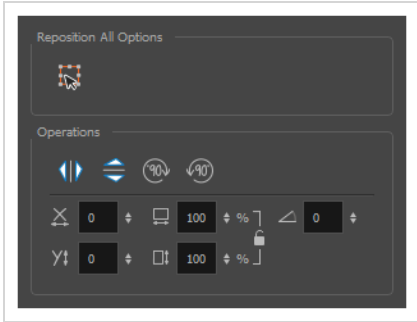 Reposition All Options
Operations
90 90
X 0 100 % 0
Y 0 100 %